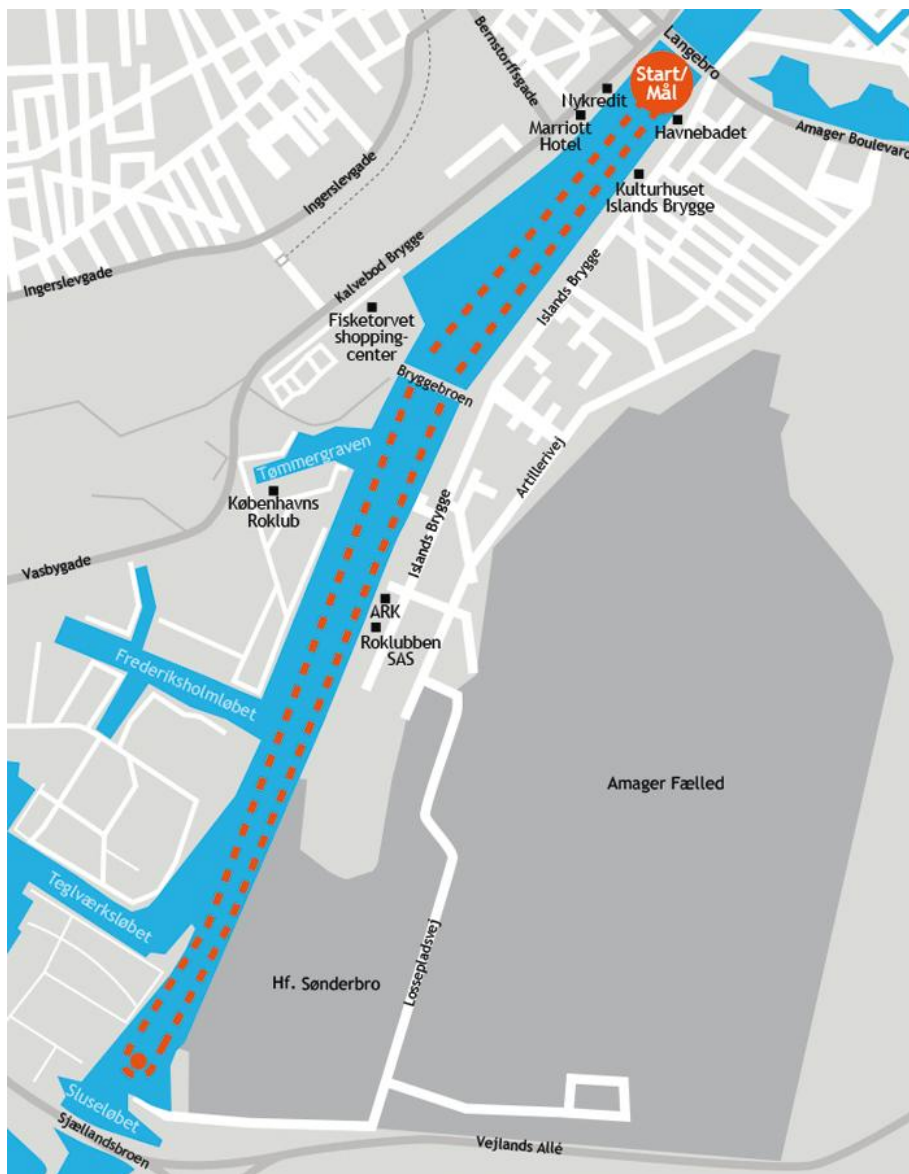 Bernstorffsgade
Langebro
Start/
Mål
Nykredit
Marriott
Hotel
Havnebadet
Amager Boulevard
Ingerslevgade
Kulturhuset
Islands Brygge
Ingerslevgade
Kalvebod Brygge
Islands Brygge
Fisketorvet
shopping-
center
Bryggebroen
Tømmergraven
Artillerivej
Københavns
Roklub
Islands Brygge
Vasbygade
ARK
Roklubben
SAS
Frederiksholmløbet
Amager Fælled
Teglværksløbet
Lossepladsvej
Hf. Sønderbro
Sluseløbet
Sjællandsbroen
Vejlands Allé